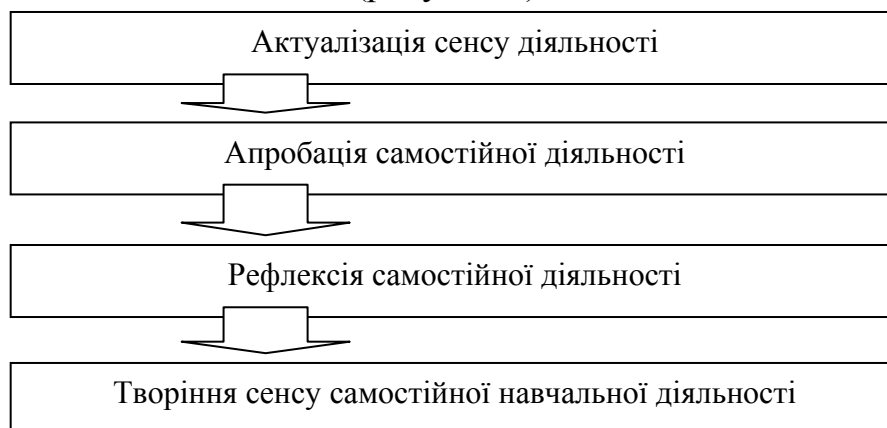 Актуалізація сенсу діяльності
Апробація самостійної діяльності
Рефлексія самостійної діяльності
Творіння сенсу самостійної навчальної діяльності